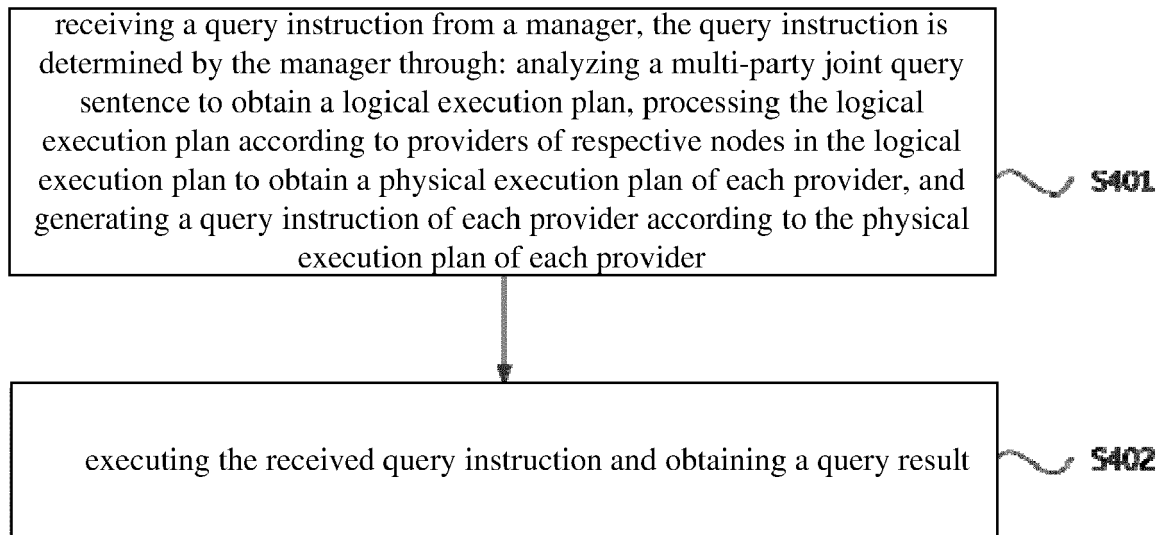 receiving a query instruction from a manager, the query instruction is
determined by the manager through: analyzing a multi-party joint query
sentence to obtain a logical execution plan, processing the logical
execution plan according to providers of respective nodes in the logical
execution plan to obtain a physical execution plan of each provider, and
generating a query instruction of each provider according to the physical
execution plan of each provider
S401
executing the received query instruction and obtaining a query result
S402